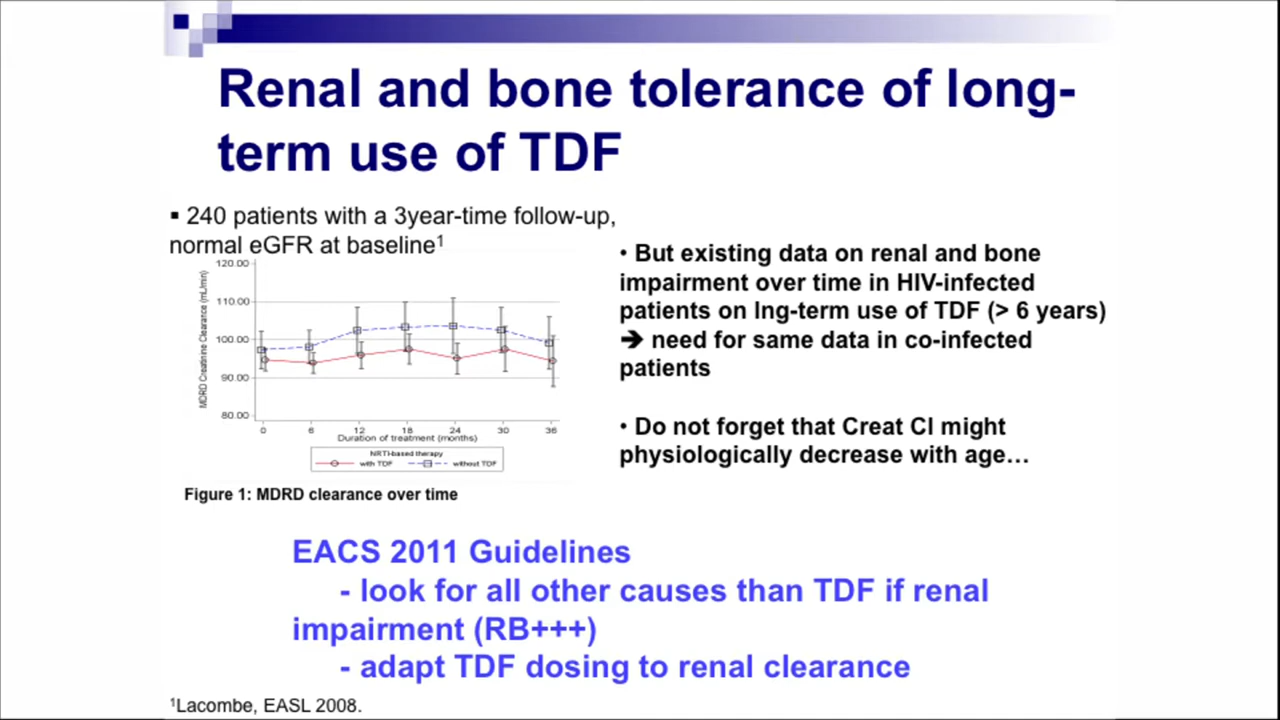 Renal and bone tolerance of long-
term use of TDF
▪ 240 patients with a 3year-time follow-up,
normal eGFR at baseline¹
MDRD Creatinine Clearance (mL/min)
120.00
110.00
100.00
90.00
80.00
0 6 12 18 24 30 36
Duration of treatment (months)
NRTI-based therapy
with TDF without TDF
Figure 1: MDRD clearance over time
• But existing data on renal and bone
impairment over time in HIV-infected
patients on lng-term use of TDF (> 6 years)
➔ need for same data in co-infected
patients
• Do not forget that Creat Cl might
physiologically decrease with age…
EACS 2011 Guidelines
- look for all other causes than TDF if renal
impairment (RB+++)
- adapt TDF dosing to renal clearance
¹Lacombe, EASL 2008.